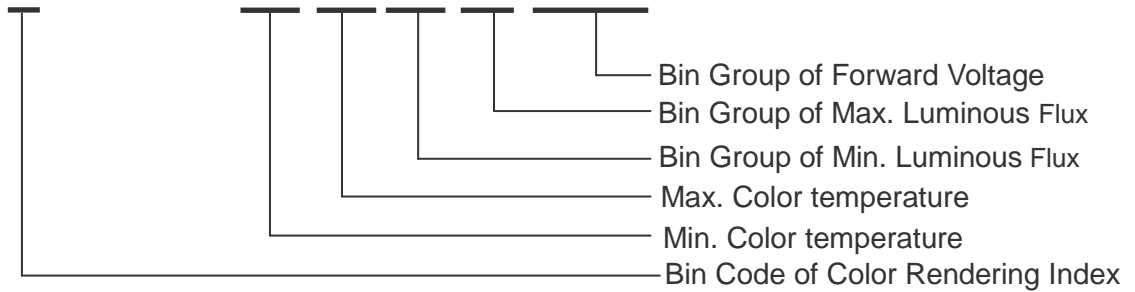 Bin Group of Forward Voltage
Bin Group of Max. Luminous Flux
Bin Group of Min. Luminous Flux
Max. Color temperature
Min. Color temperature
Bin Code of Color Rendering Index